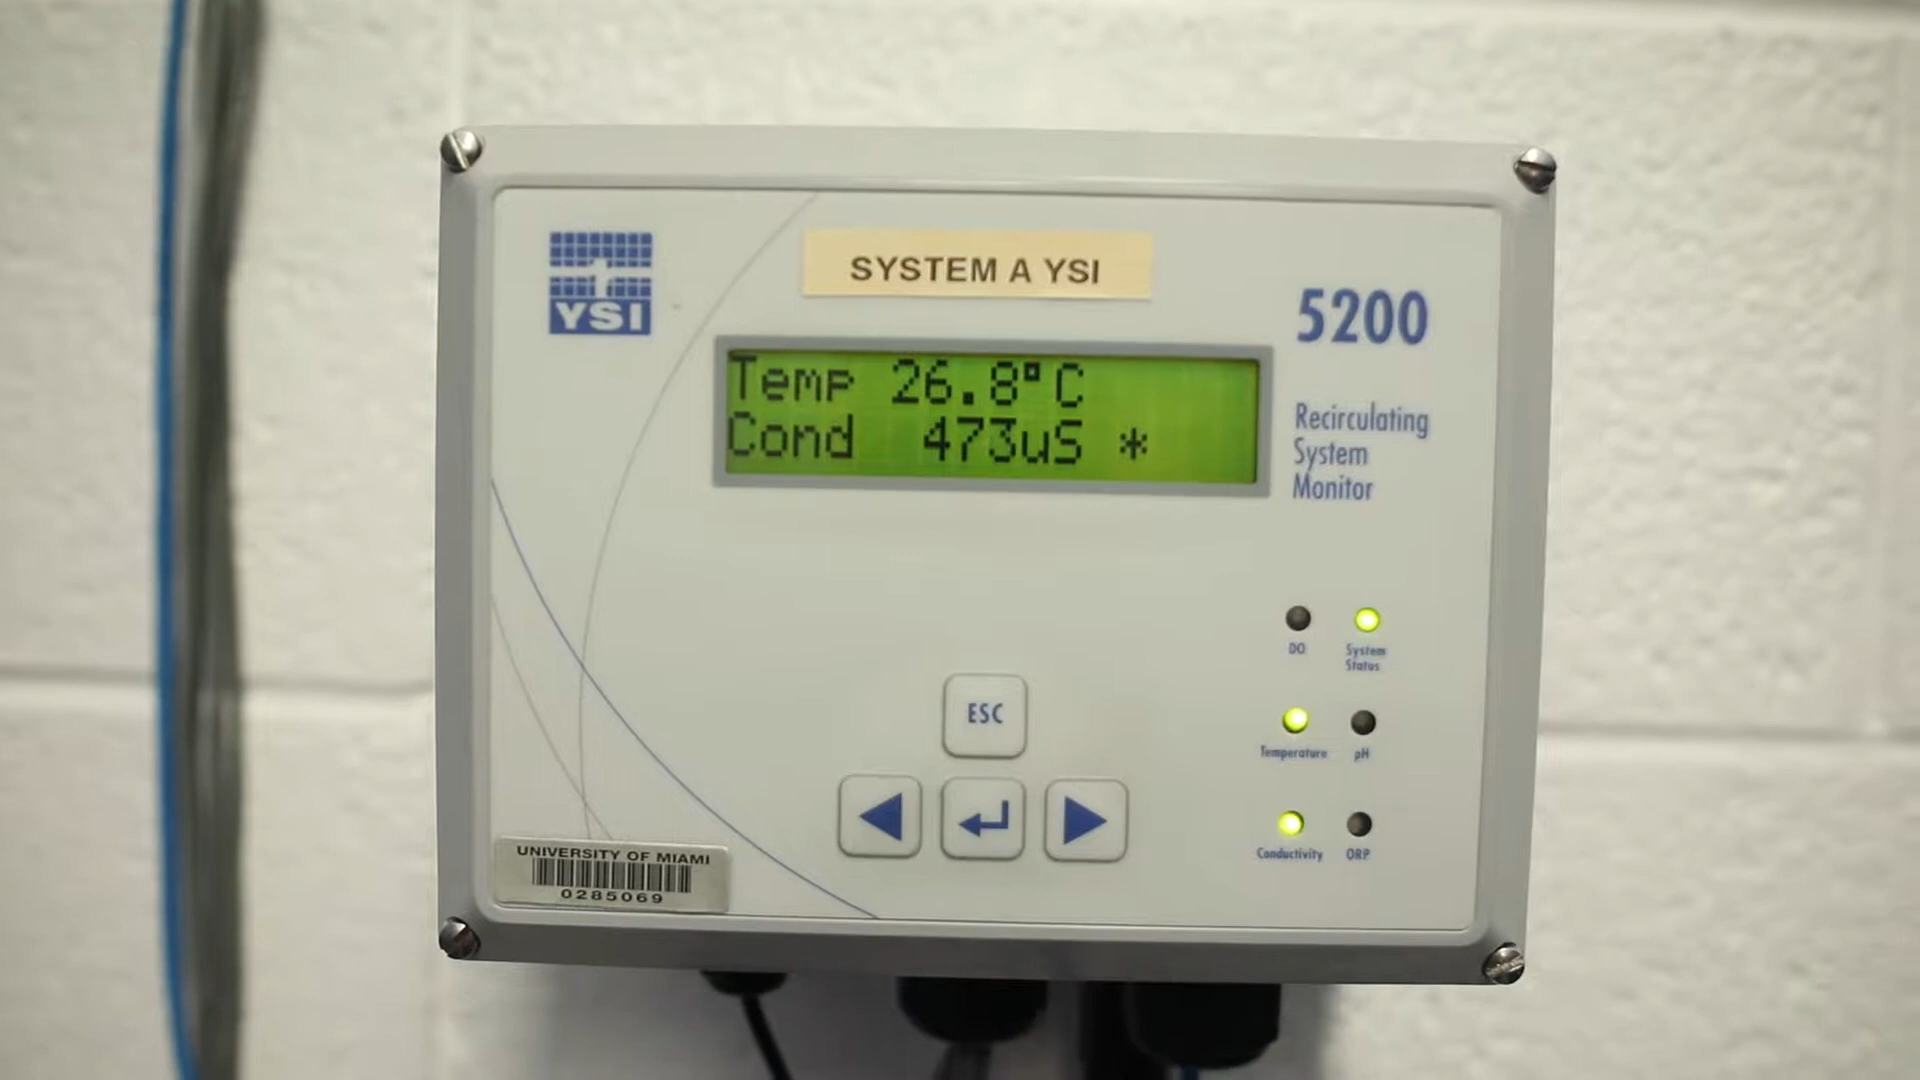 YSI
SYSTEM A YSI
5200
Temp 26.8°C
Cond 473uS *
Recirculating
System
Monitor
DO
System
Status
ESC
Temperature
pH
Conductivity
ORP
UNIVERSITY OF MIAMI
0285069